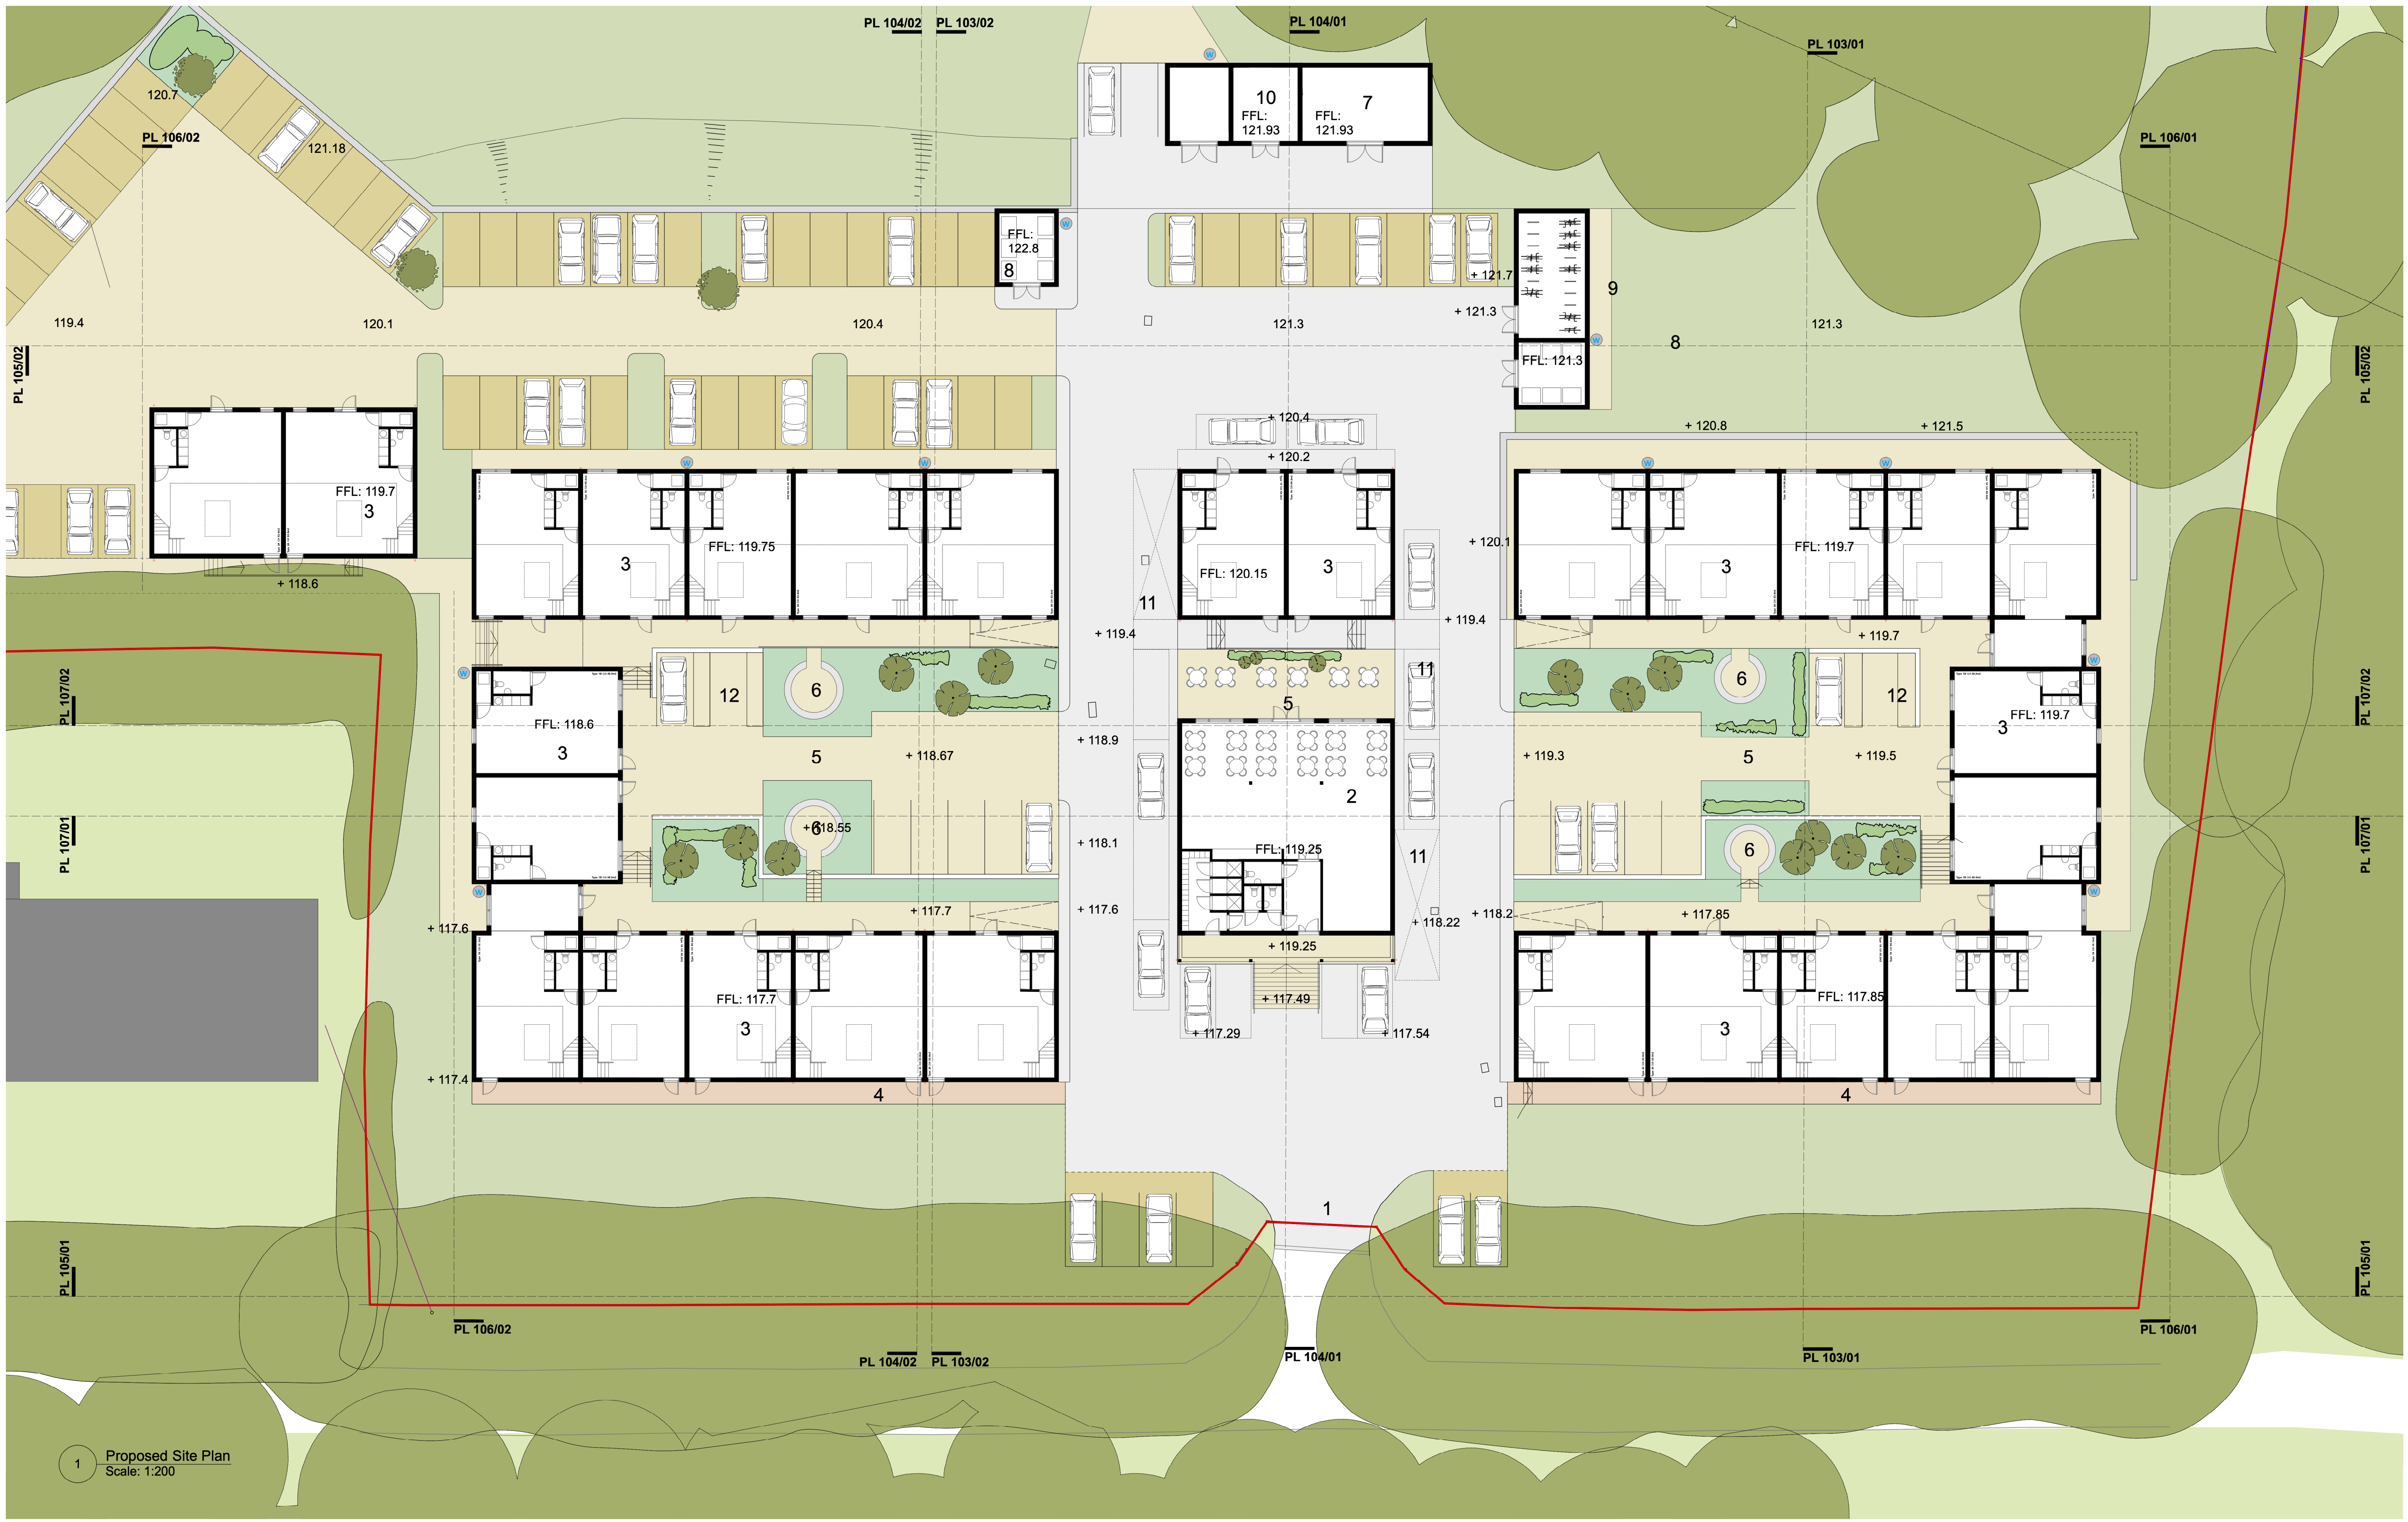 PL 104/02 PL 103/02
PL 104/01
PL 103/01
W
120.7
10
7
FFL:
121.93
FFL:
121.93
PL 106/02
121.18
PL 106/01
W
FFL:
122.8
8
+ 121.7
9
+ 121.3
119.4
120.1
120.4
121.3
121.3
W
8
PL 105/02
FFL: 121.3
PL 105/02
+ 120.4
+ 120.8
+ 121.5
+ 120.2
W
W
W
W
FFL: 119.7
3
FFL: 119.75
3
+ 120.1
FFL: 119.7
3
FFL: 120.15
3
+ 118.6
11
+ 119.4
+ 119.4
+ 119.7
W
W
11
PL 107/02
12
6
5
6
12
PL 107/02
FFL: 118.6
3
FFL: 119.7
3
+ 118.9
5
+ 118.67
+ 119.3
5
+ 119.5
2
PL 107/01
6
+ 118.55
+ 118.1
FFL: 119.25
11
6
PL 107/01
W
W
+ 117.7
+ 117.6
+ 118.22
+ 118.2
+ 117.85
+ 117.6
+ 119.25
FFL: 117.7
3
+ 117.49
FFL: 117.85
3
+ 117.29
+ 117.54
+ 117.4
4
4
1
PL 105/01
PL 105/01
PL 106/02
PL 106/01
PL 104/02 PL 103/02
PL 104/01
PL 103/01
1
Proposed Site Plan
Scale: 1:200